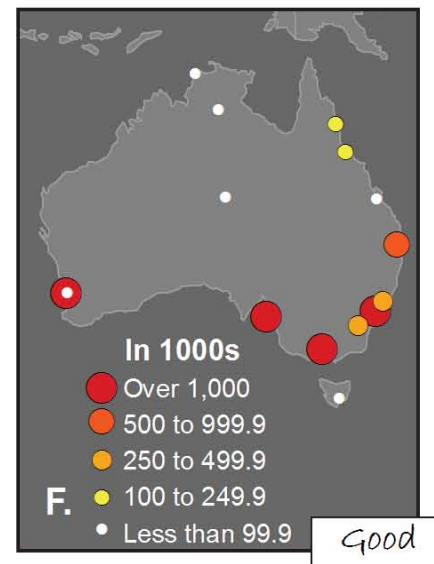 In 1000s
Over 1,000
500 to 999.9
250 to 499.9
100 to 249.9
Less than 99.9
F.
Good